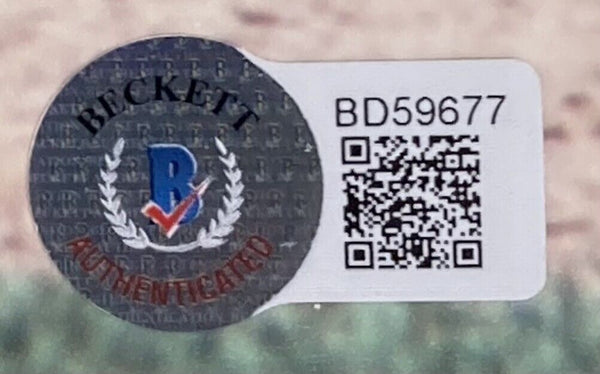 BECKETT
B
AUTHENTICATED
BD59677